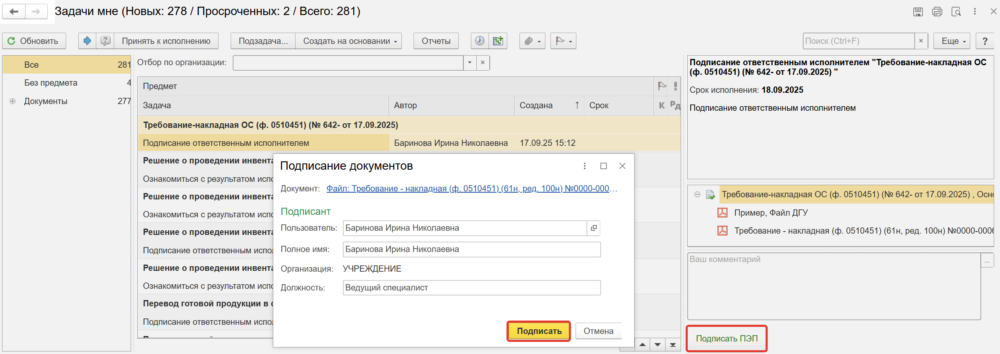 Задачи мне (Новых: 278 / Просроченных: 2 / Всего: 281)
Обновить
Принять к исполнению
Подзадача...
Создать на основании
Отчеты
Поиск (Ctrl+F)
×
Еще
?
Все 281
Без предмета 4
Документы 277
Отбор по организации:
Предмет
Задача Автор Создана ↑ Срок К РД
Требование-накладная ОС (ф. 0510451) (№ 642- от 17.09.2025)
Подписание ответственным исполнителем Баринова Ирина Николаевна 17.09.25 15:12
Решение о проведении инвента
Ознакомиться с результатом испо
Решение о проведении инвента
Ознакомиться с результатом испо
Решение о проведении инвента
Подписание ответственным испол
Решение о проведении инвента
Ознакомиться с результатом испо
Перевод готовой продукции в о
Подписание ответственным испол
Подписание документов
Документ: Файл: Требование - накладная (ф. 0510451) (61н, ред. 100н) №0000-000...
Подписант
Пользователь: Баринова Ирина Николаевна
Полное имя: Баринова Ирина Николаевна
Организация: УЧРЕЖДЕНИЕ
Должность: Ведущий специалист
Подписать
Отмена
Подписание ответственным исполнителем "Требование-накладная ОС
(ф. 0510451) (№ 642- от 17.09.2025) "
Срок исполнения: 18.09.2025
Подписание ответственным исполнителем
Требование-накладная ОС (ф. 0510451) (№ 642- от 17.09.2025) , Осно
Пример, Файл ДГУ
Требование - накладная (ф. 0510451) (61н, ред. 100н) №0000-0006
Ваш комментарий
...
Подписать ПЭП